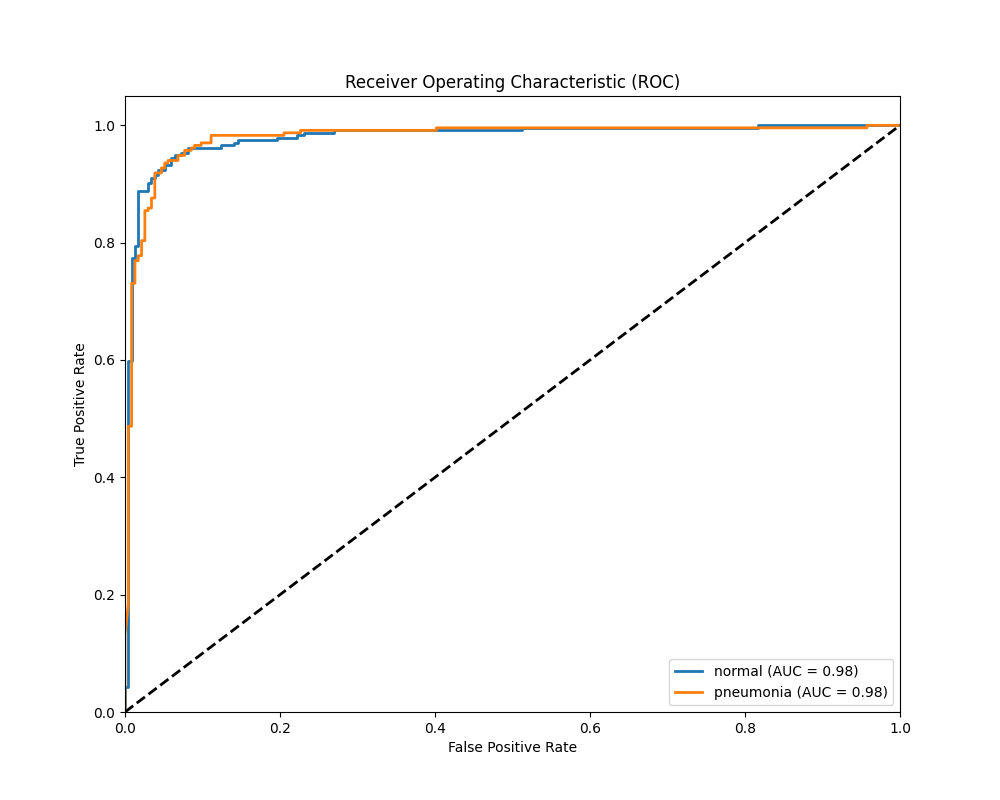 Receiver Operating Characteristic (ROC)
1.0
0.8
0.6
0.4
0.2
0.0
True Positive Rate
normal (AUC = 0.98)
pneumonia (AUC = 0.98)
0.0 0.2 0.4 0.6 0.8 1.0
False Positive Rate